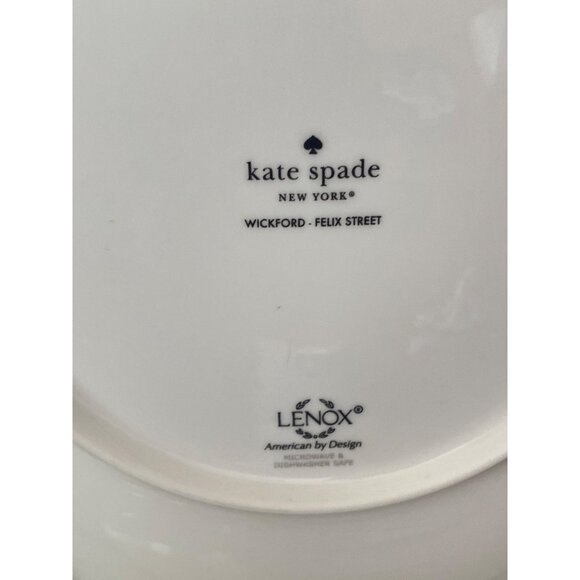 kate spade
NEW YORK®
WICKFORD - FELIX STREET
LENOX®
American by Design
MICROWAVE &
DISHWASHER SAFE